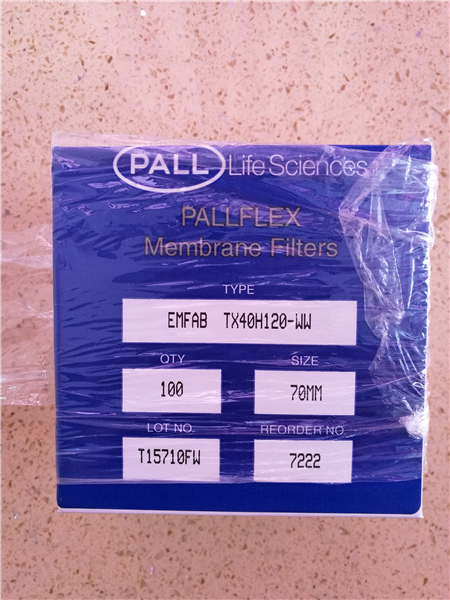 PALL Life Sciences
PALLFLEX
Membrane Filters
TYPE
EMFAB TX40H120-WW
QTY SIZE
100 70MM
LOT NO. REORDER NO.
T15710FW 7222